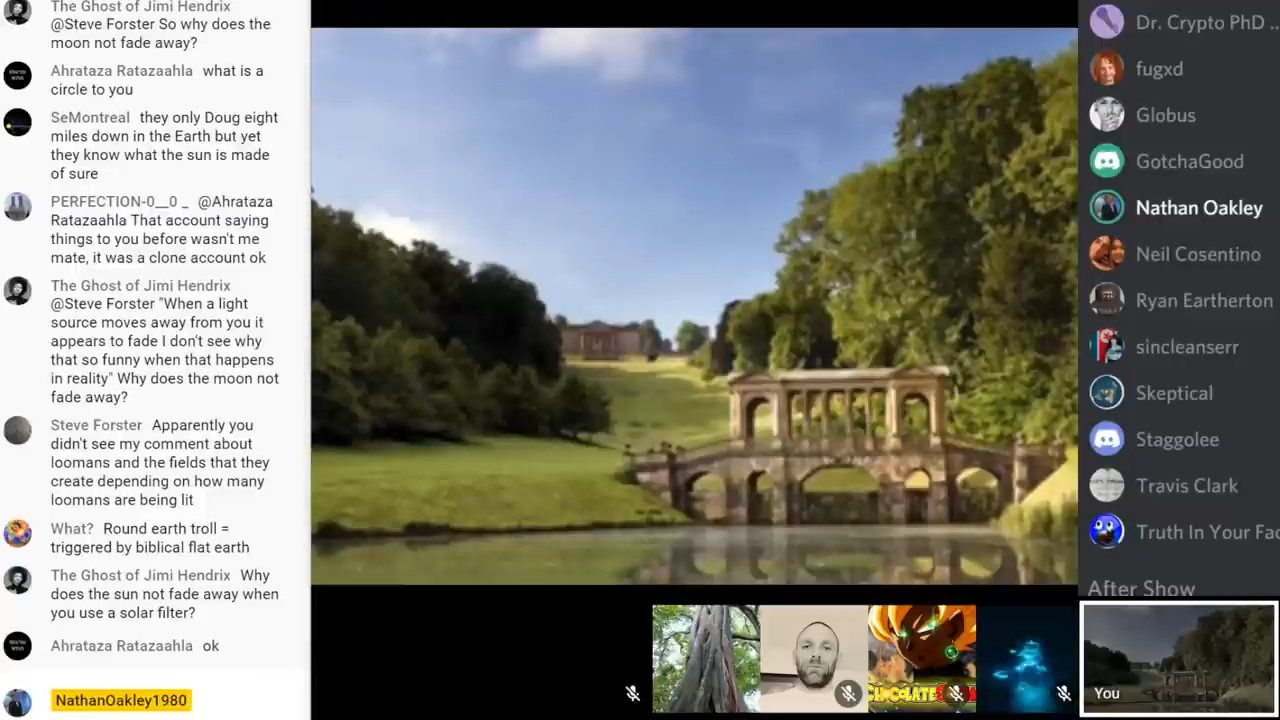 The Ghost of Jimi Hendrix
@Steve Forster So why does the
moon not fade away?
Ahrataza Ratazaahla what is a
circle to you
SeMontreal they only Doug eight
miles down in the Earth but yet
they know what the sun is made
of sure
PERFECTION-0__0 _ @Ahrataza
Ratazaahla That account saying
things to you before wasn't me
mate, it was a clone account ok
The Ghost of Jimi Hendrix
@Steve Forster "When a light
source moves away from you it
appears to fade I don't see why
that so funny when that happens
in reality" Why does the moon not
fade away?
Steve Forster Apparently you
didn't see my comment about
loomans and the fields that they
create depending on how many
loomans are being lit
What? Round earth troll =
triggered by biblical flat earth
The Ghost of Jimi Hendrix Why
does the sun not fade away when
you use a solar filter?
Ahrataza Ratazaahla ok
NathanOakley1980
Dr. Crypto PhD ..
fugxd
Globus
GotchaGood
Nathan Oakley
Neil Cosentino
Ryan Eartherton
sincleanserr
Skeptical
Staggolee
Travis Clark
Truth In Your Fac
After Show
You